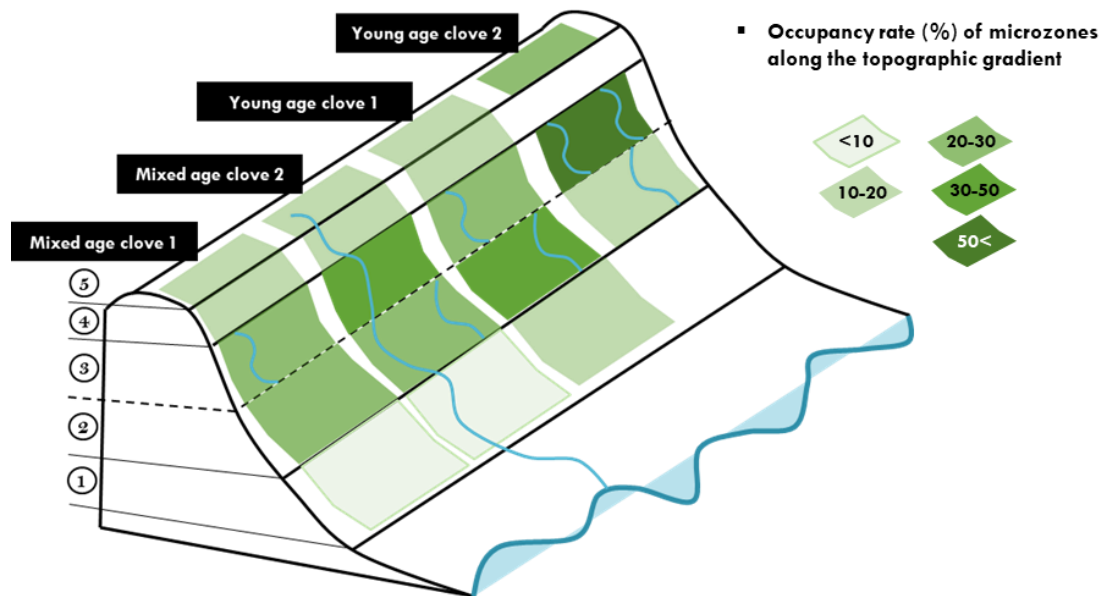 Young age clove 2
Young age clove 1
Mixed age clove 2
Mixed age clove 1
5
4
3
2
1
▪ Occupancy rate (%) of microzones
along the topographic gradient
<10
20-30
10-20
30-50
50<